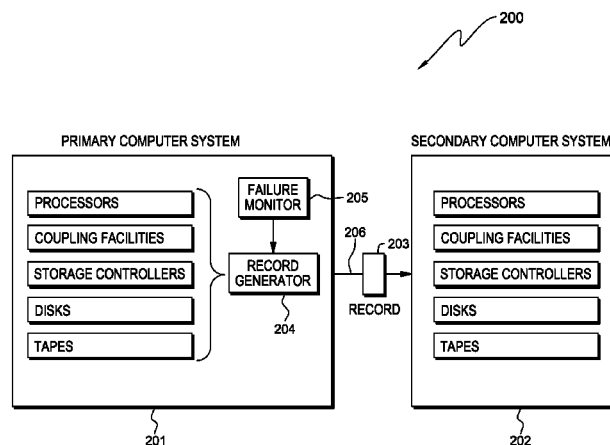 200
PRIMARY COMPUTER SYSTEM
SECONDARY COMPUTER SYSTEM
PROCESSORS
COUPLING FACILITIES
STORAGE CONTROLLERS
DISKS
TAPES
FAILURE
MONITOR
205
RECORD
GENERATOR
204
206
203
RECORD
PROCESSORS
COUPLING FACILITIES
STORAGE CONTROLLERS
DISKS
TAPES
201
202